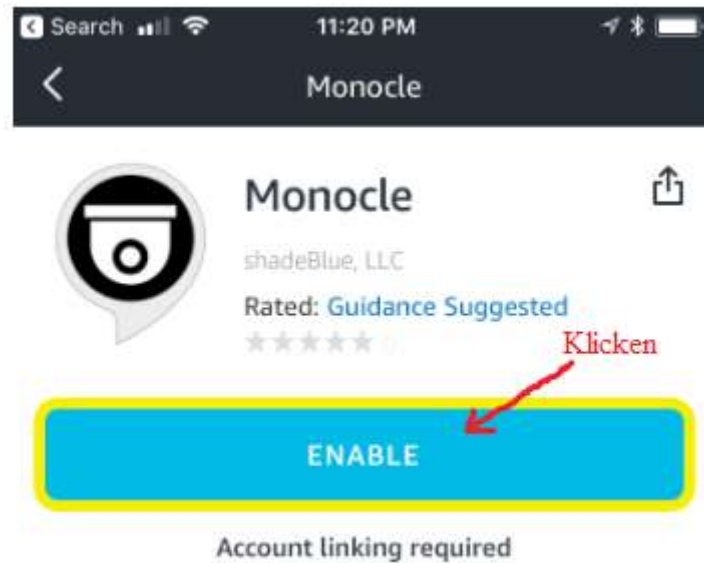 Search 11:20 PM
Monocle
Monocle
shadeBlue, LLC
Rated: Guidance Suggested
Klicken
ENABLE
Account linking required